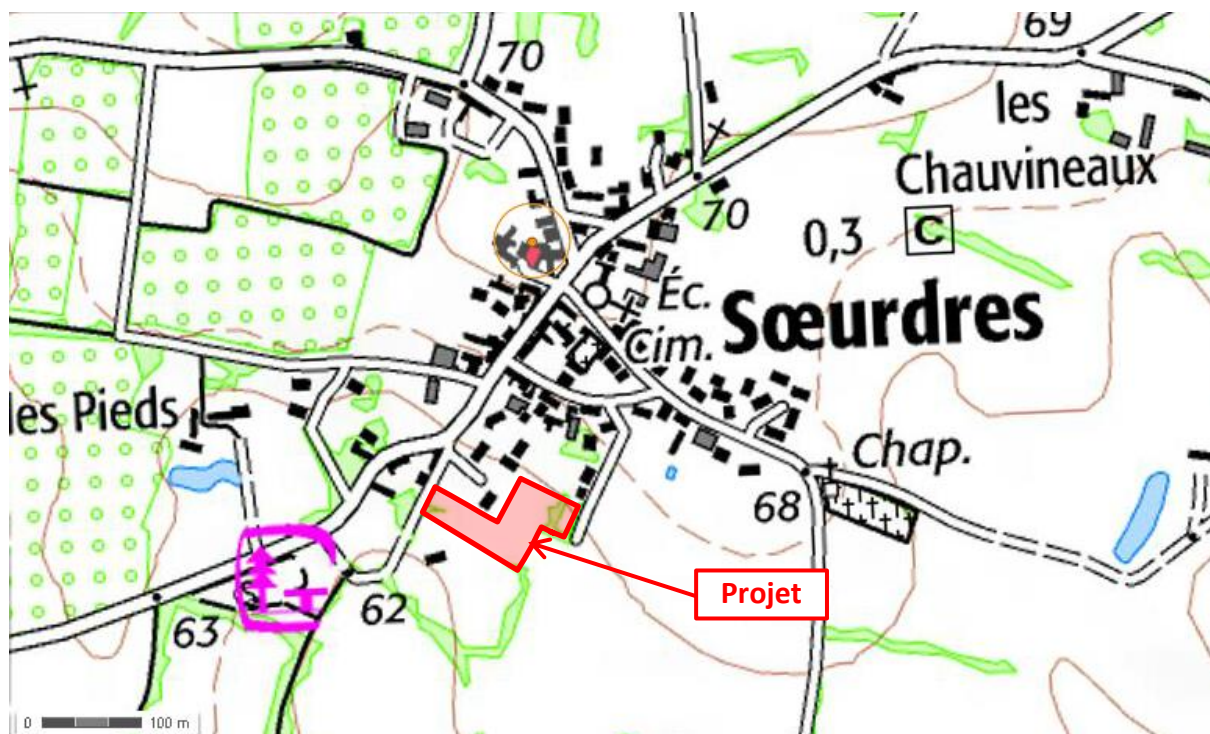 70
69
les
Chauvineaux
70
0,3
C
Éc.
Sœurdres
Cim.
les Pieds
Chap.
68
Projet
62
63
0 100 m